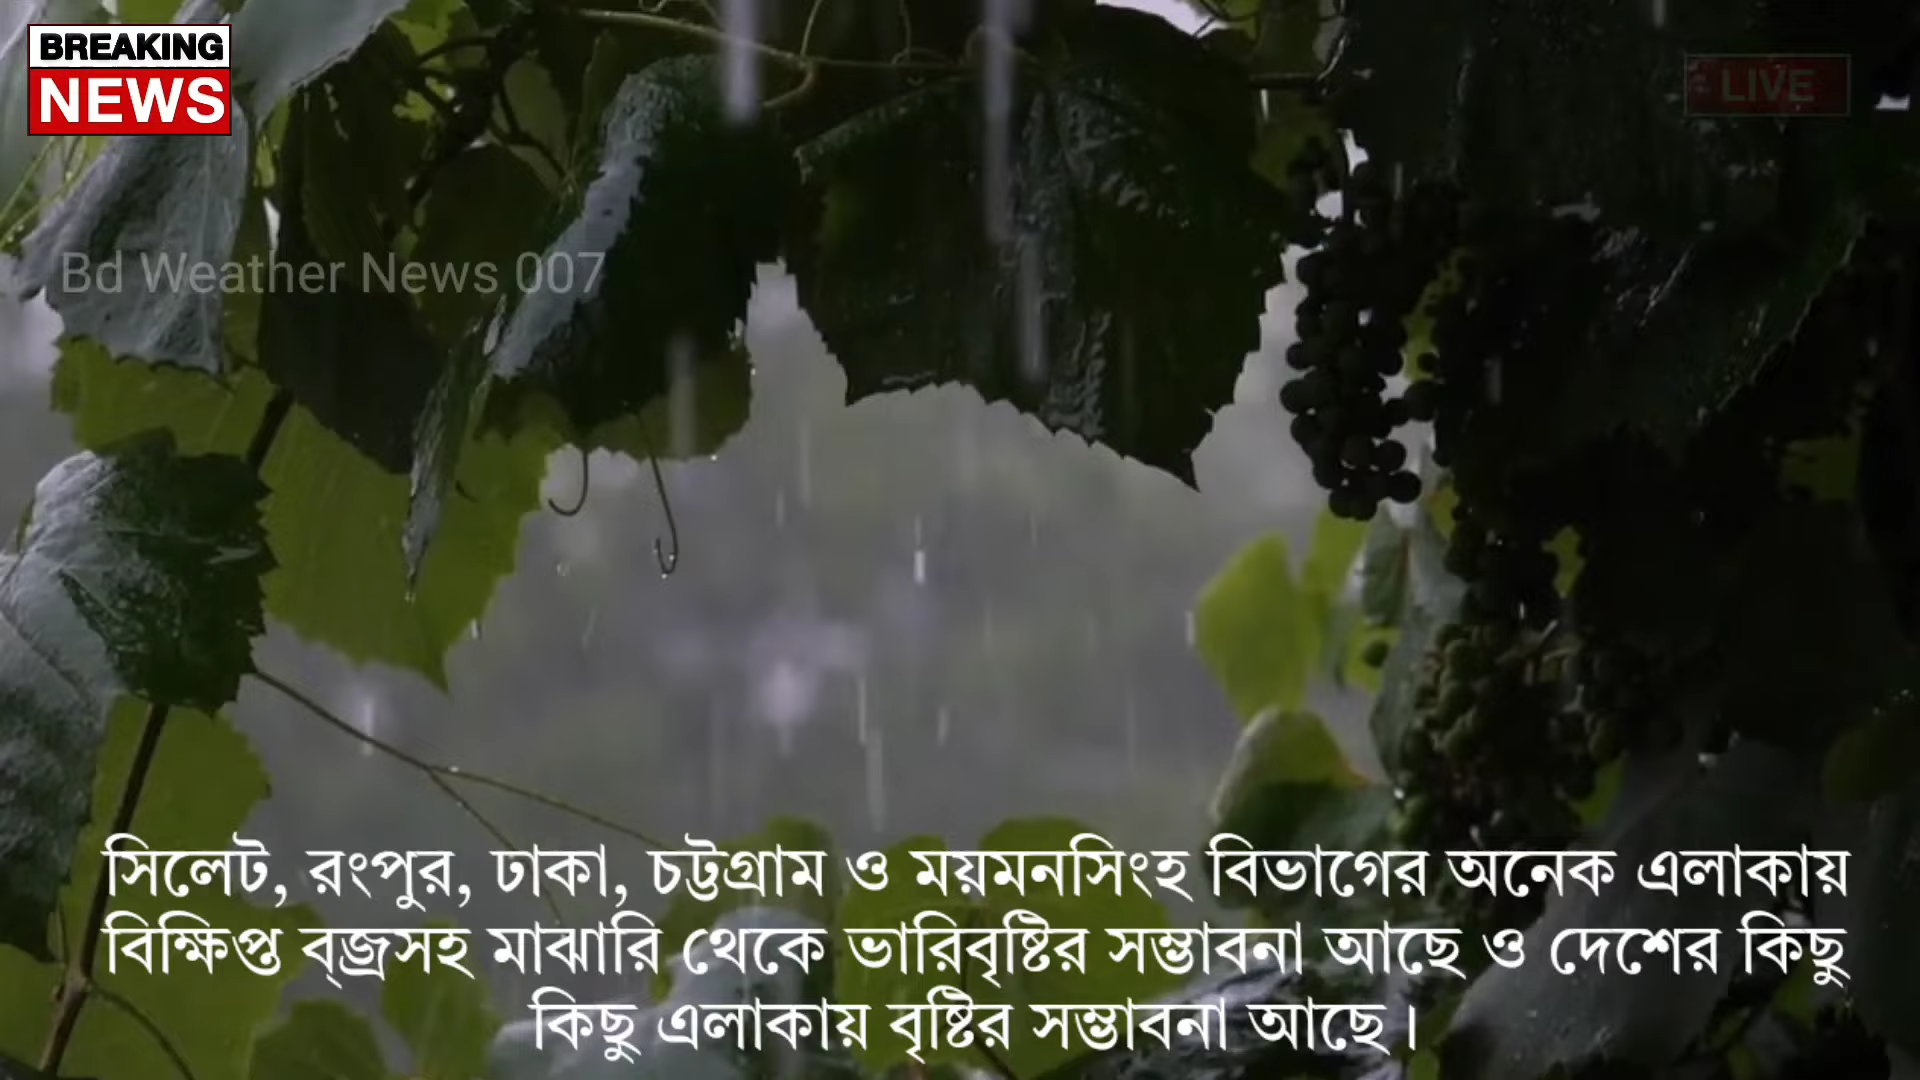 BREAKING
NEWS
LIVE
Bd Weather News 007
সিলেট, রংপুর, ঢাকা, চট্টগ্রাম ও ময়মনসিংহ বিভাগের অনেক এলাকায়
বিক্ষিপ্ত ব্জ্রসহ মাঝারি থেকে ভারিবৃষ্টির সম্ভাবনা আছে ও দেশের কিছু
কিছু এলাকায় বৃষ্টির সম্ভাবনা আছে।